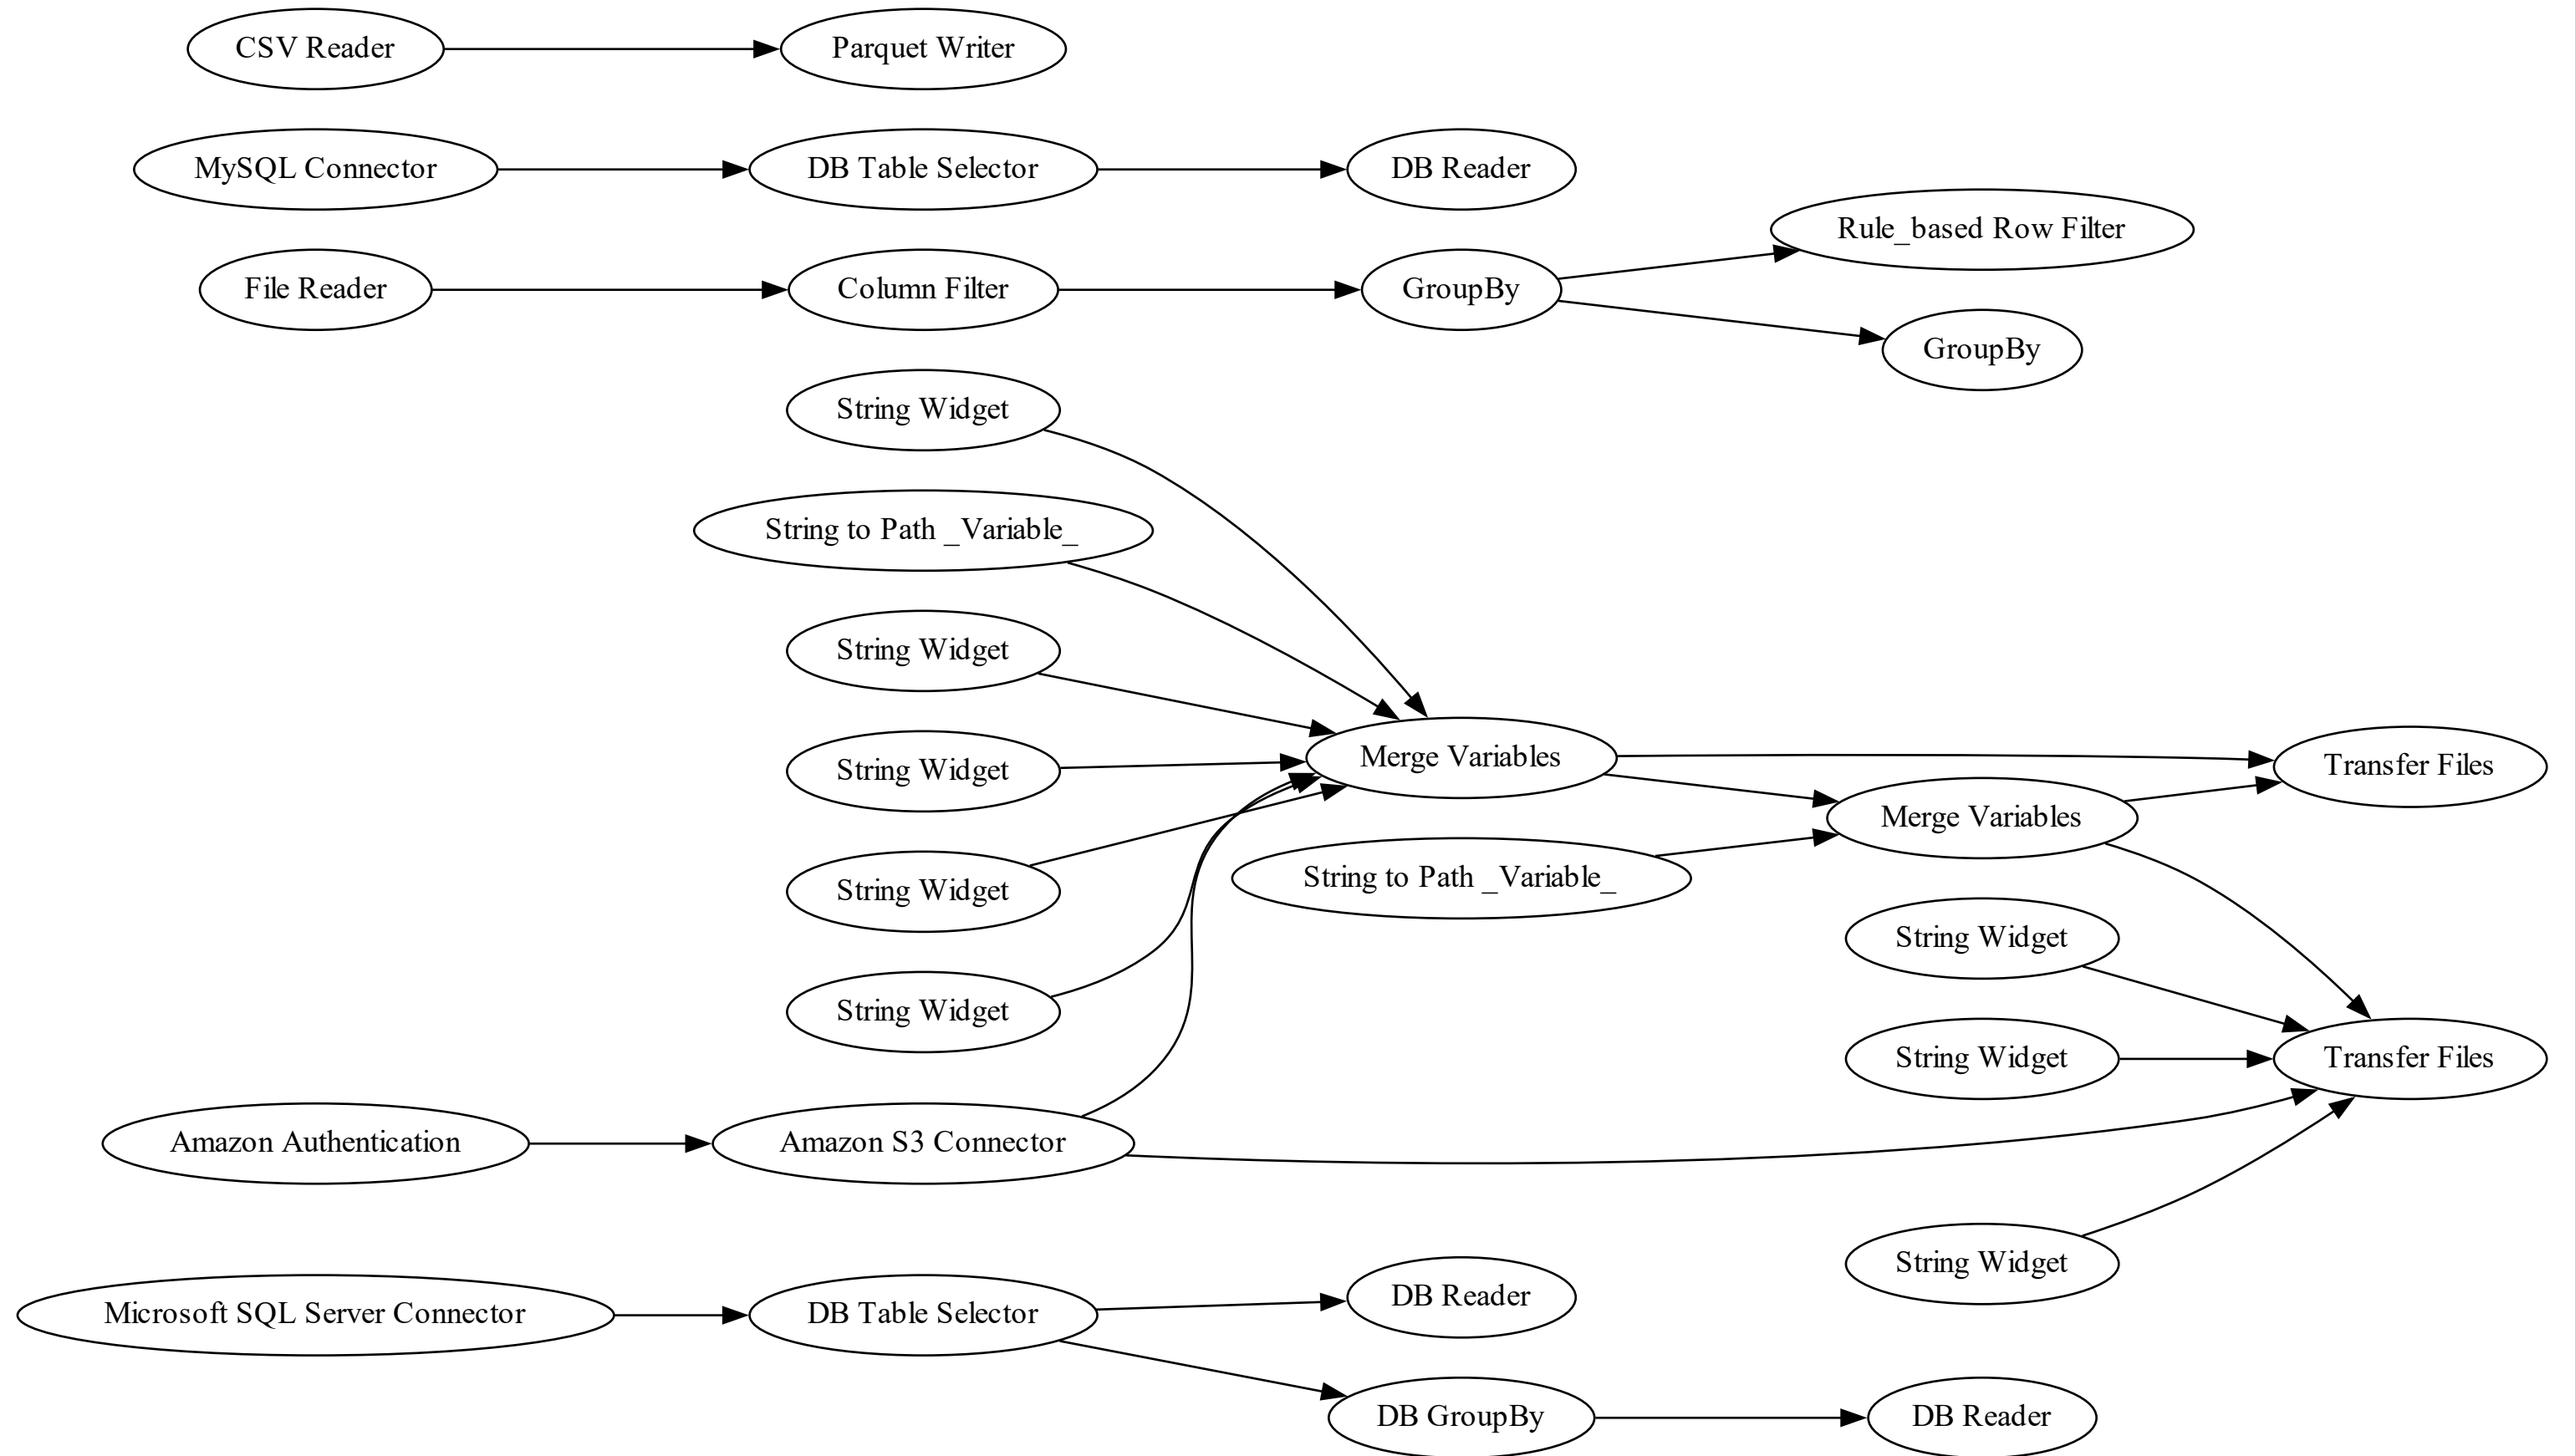 CSV Reader
Parquet Writer
MySQL Connector
DB Table Selector
DB Reader
Rule_based Row Filter
File Reader
Column Filter
GroupBy
GroupBy
String Widget
String to Path _Variable_
String Widget
String Widget
Merge Variables
Transfer Files
Merge Variables
String to Path _Variable_
String Widget
String Widget
String Widget
String Widget
Transfer Files
Amazon Authentication
Amazon S3 Connector
String Widget
Microsoft SQL Server Connector
DB Table Selector
DB Reader
DB GroupBy
DB Reader